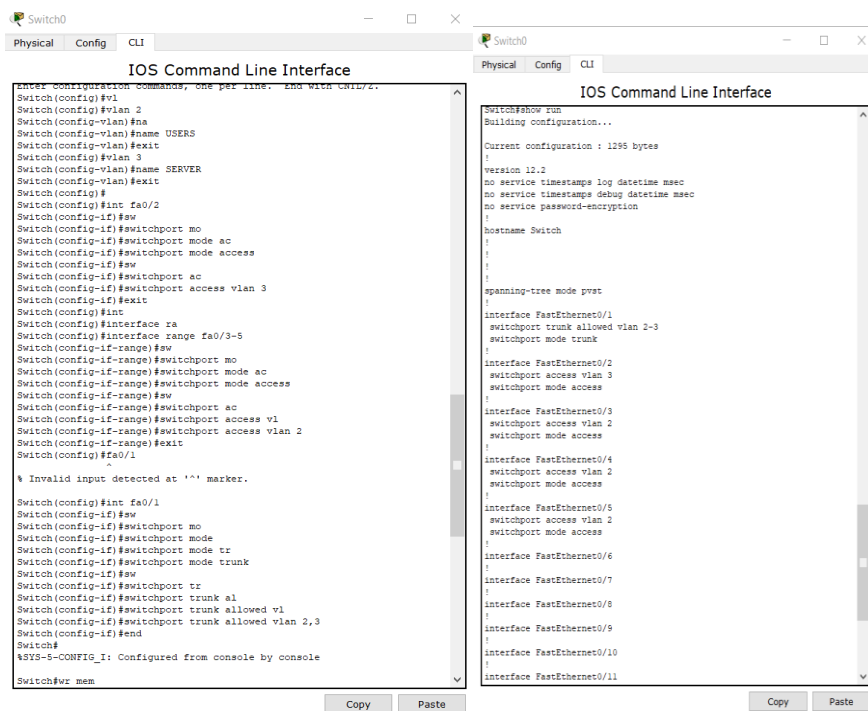 Switch0
Physical Config CLI
IOS Command Line Interface
Enter configuration commands, one per line. End with CNTL/Z.
Switch(config)#vl
Switch(config)#vlan 2
Switch(config-vlan)#na
Switch(config-vlan)#name USERS
Switch(config-vlan)#exit
Switch(config)#vlan 3
Switch(config-vlan)#name SERVER
Switch(config-vlan)#exit
Switch(config)#
Switch(config)#int fa0/2
Switch(config-if)#sw
Switch(config-if)#switchport mo
Switch(config-if)#switchport mode ac
Switch(config-if)#switchport mode access
Switch(config-if)#sw
Switch(config-if)#switchport ac
Switch(config-if)#switchport access vlan 3
Switch(config-if)#exit
Switch(config)#int
Switch(config)#interface ra
Switch(config)#interface range fa0/3-5
Switch(config-if-range)#sw
Switch(config-if-range)#switchport mo
Switch(config-if-range)#switchport mode ac
Switch(config-if-range)#switchport mode access
Switch(config-if-range)#sw
Switch(config-if-range)#switchport ac
Switch(config-if-range)#switchport access vl
Switch(config-if-range)#switchport access vlan 2
Switch(config-if-range)#exit
Switch(config)#fa0/1
^
% Invalid input detected at '^' marker.
Switch(config)#int fa0/1
Switch(config-if)#sw
Switch(config-if)#switchport mo
Switch(config-if)#switchport mode
Switch(config-if)#switchport mode tr
Switch(config-if)#switchport mode trunk
Switch(config-if)#sw
Switch(config-if)#switchport tr
Switch(config-if)#switchport trunk al
Switch(config-if)#switchport trunk allowed vl
Switch(config-if)#switchport trunk allowed vlan 2,3
Switch(config-if)#end
Switch#
%SYS-5-CONFIG_I: Configured from console by console
Switch#wr mem
Copy Paste
Switch0
Physical Config CLI
IOS Command Line Interface
Switch#show run
Building configuration...
Current configuration : 1295 bytes
!
version 12.2
no service timestamps log datetime msec
no service timestamps debug datetime msec
no service password-encryption
!
hostname Switch
!
!
!
!
spanning-tree mode pvst
!
interface FastEthernet0/1
switchport trunk allowed vlan 2-3
switchport mode trunk
!
interface FastEthernet0/2
switchport access vlan 3
switchport mode access
!
interface FastEthernet0/3
switchport access vlan 2
switchport mode access
!
interface FastEthernet0/4
switchport access vlan 2
switchport mode access
!
interface FastEthernet0/5
switchport access vlan 2
switchport mode access
!
interface FastEthernet0/6
!
interface FastEthernet0/7
!
interface FastEthernet0/8
!
interface FastEthernet0/9
!
interface FastEthernet0/10
!
interface FastEthernet0/11
Copy Paste